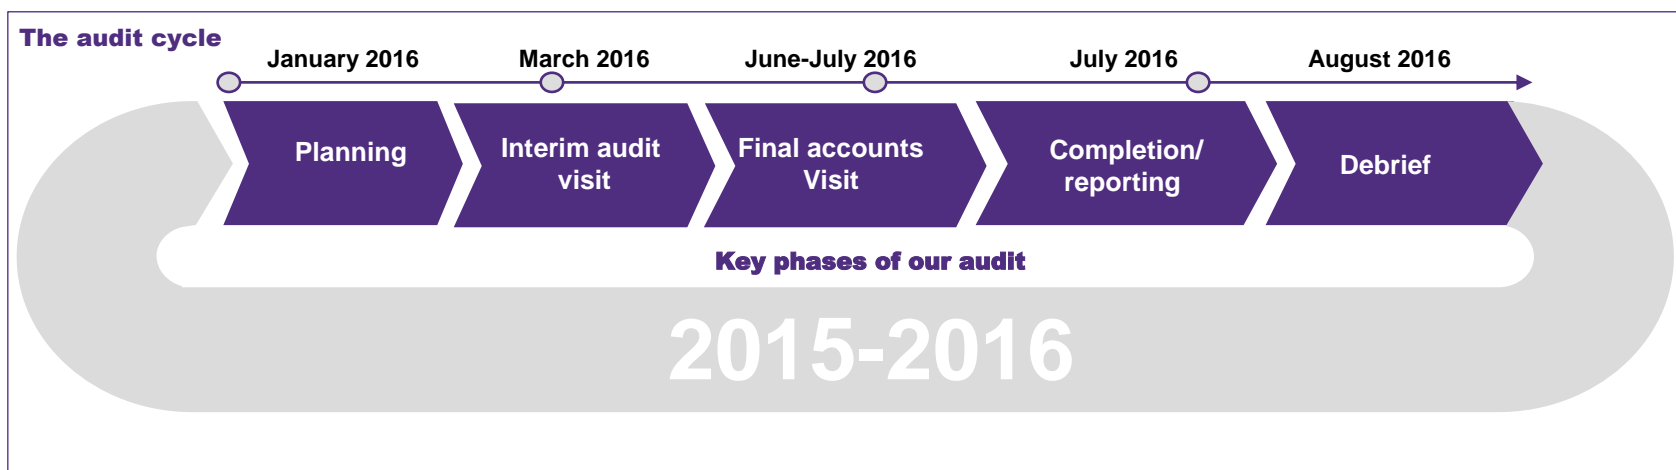 The audit cycle
January 2016
March 2016
June-July 2016
July 2016
August 2016
Planning
Interim audit
visit
Final accounts
Visit
Completion/
reporting
Debrief
Key phases of our audit
2015-2016